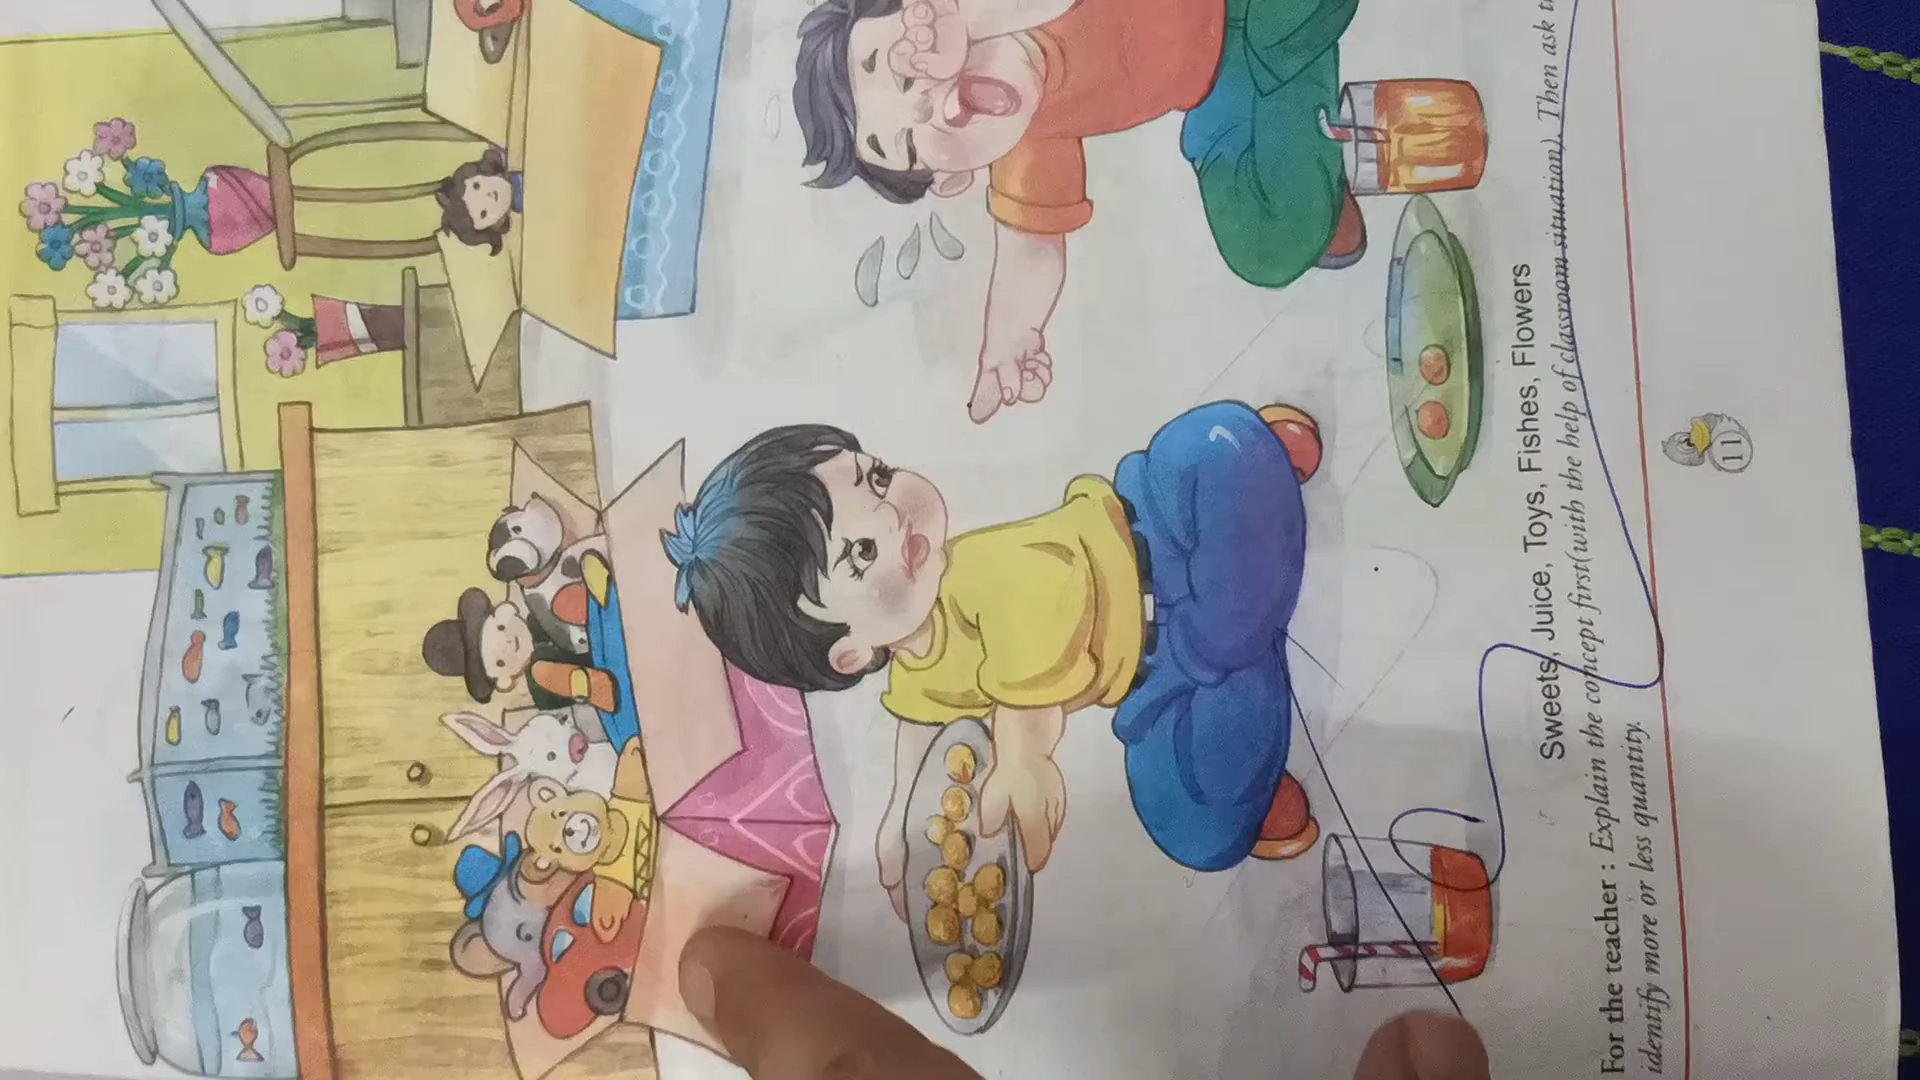 Sweets, Juice, Toys, Fishes, Flowers
For the teacher : Explain the concept first(with the help of classroom situation). Then ask
identify more or less quantity.
11